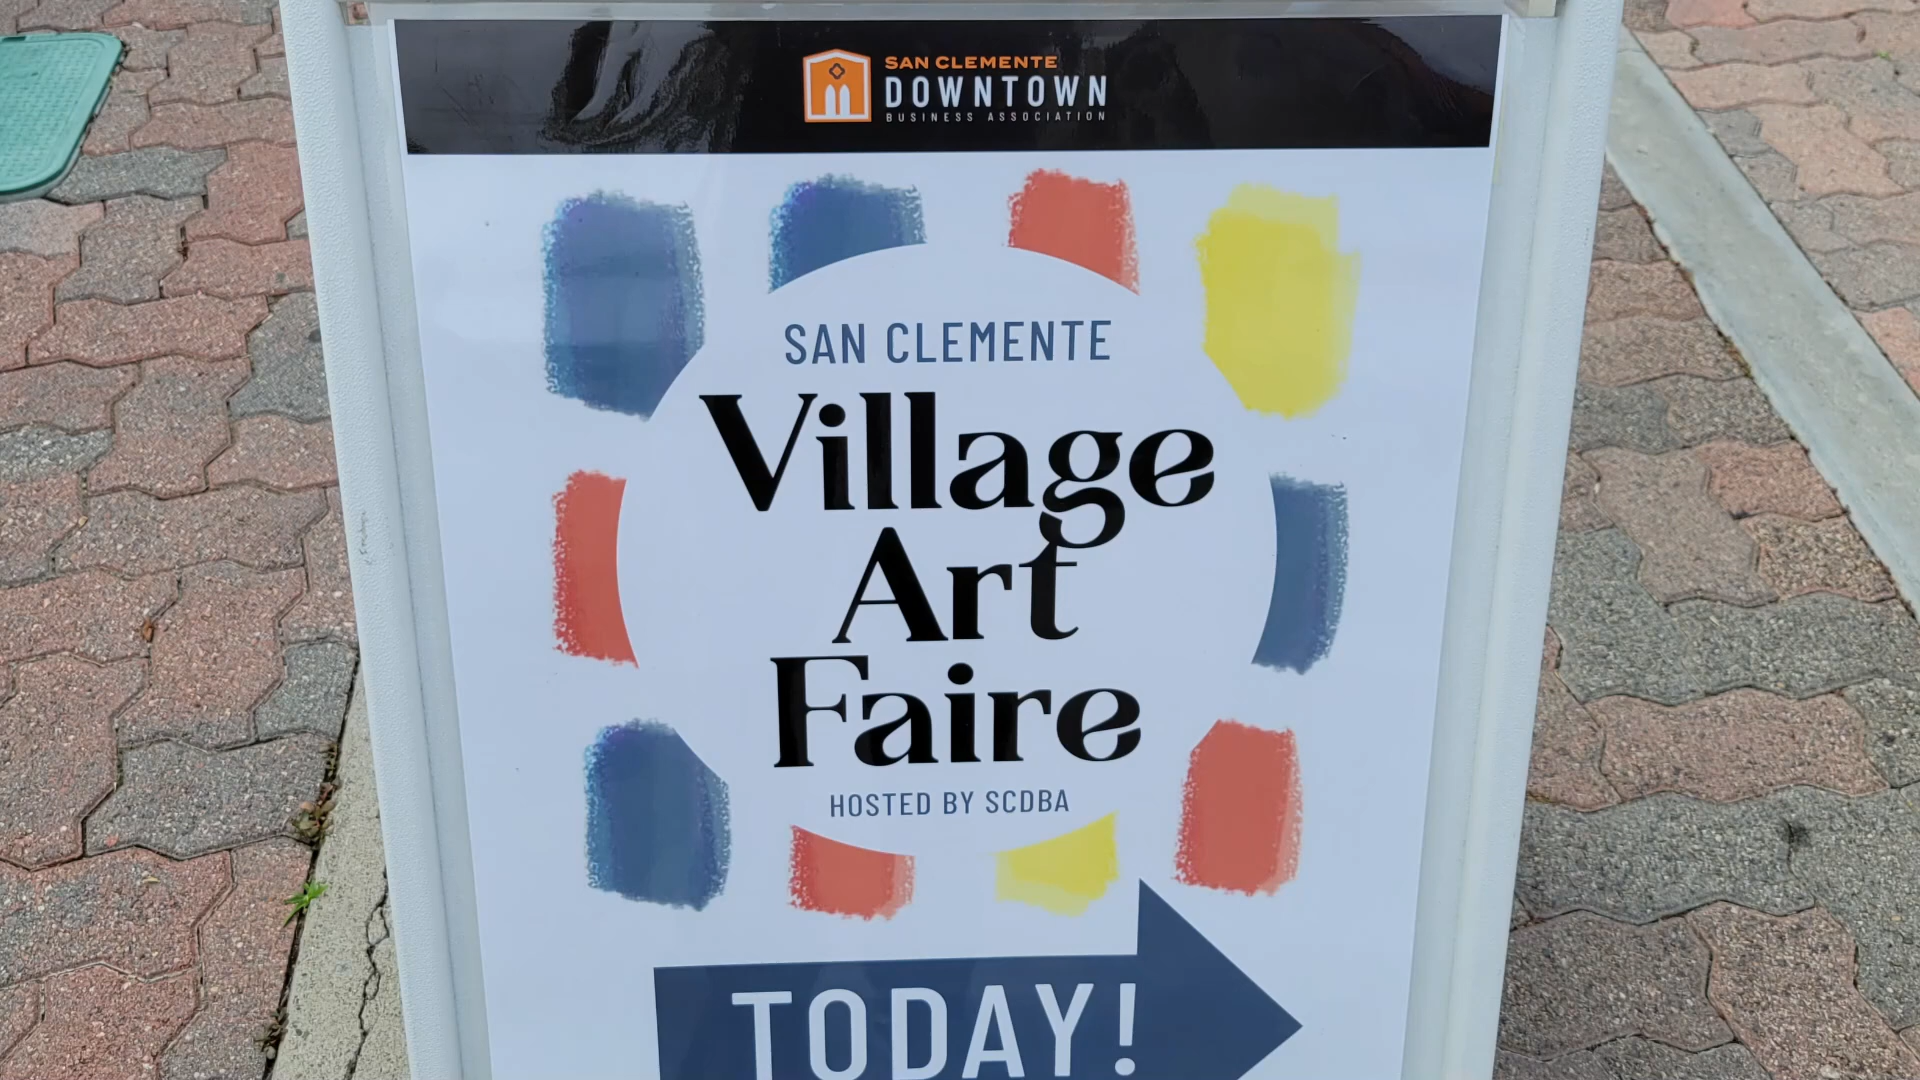 SAN CLEMENTE
DOWNTOWN
BUSINESS ASSOCIATION
SAN CLEMENTE
Village
Art
Faire
HOSTED BY SCDBA
TODAY!